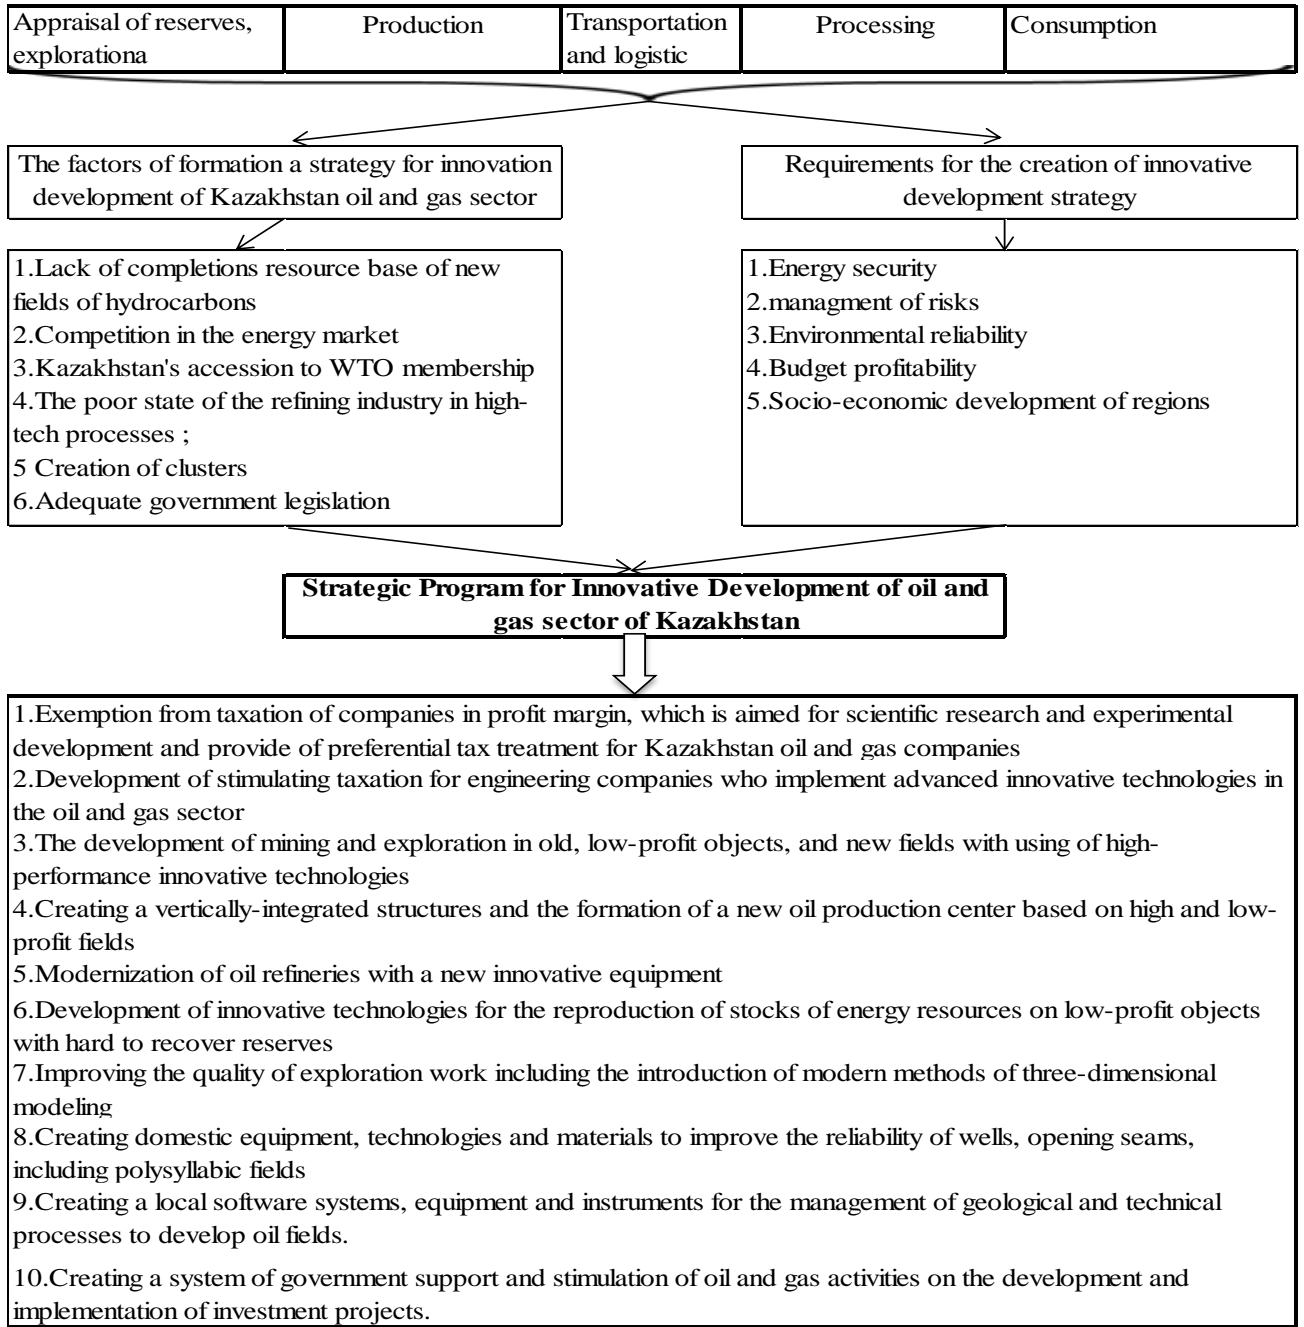 Appraisal of reserves,
explorationa
Production
Transportation
and logistic
Processing
Consumption
The factors of formation a strategy for innovation
development of Kazakhstan oil and gas sector
Requirements for the creation of innovative
development strategy
1.Lack of completions resource base of new
fields of hydrocarbons
2.Competition in the energy market
3.Kazakhstan's accession to WTO membership
4.The poor state of the refining industry in high-
tech processes ;
5 Creation of clusters
6.Adequate government legislation
1.Energy security
2.managment of risks
3.Environmental reliability
4.Budget profitability
5.Socio-economic development of regions
Strategic Program for Innovative Development of oil and
gas sector of Kazakhstan
1.Exemption from taxation of companies in profit margin, which is aimed for scientific research and experimental
development and provide of preferential tax treatment for Kazakhstan oil and gas companies
2.Development of stimulating taxation for engineering companies who implement advanced innovative technologies in
the oil and gas sector
3.The development of mining and exploration in old, low-profit objects, and new fields with using of high-
performance innovative technologies
4.Creating a vertically-integrated structures and the formation of a new oil production center based on high and low-
profit fields
5.Modernization of oil refineries with a new innovative equipment
6.Development of innovative technologies for the reproduction of stocks of energy resources on low-profit objects
with hard to recover reserves
7.Improving the quality of exploration work including the introduction of modern methods of three-dimensional
modeling
8.Creating domestic equipment, technologies and materials to improve the reliability of wells, opening seams,
including polysyllabic fields
9.Creating a local software systems, equipment and instruments for the management of geological and technical
processes to develop oil fields.
10.Creating a system of government support and stimulation of oil and gas activities on the development and
implementation of investment projects.